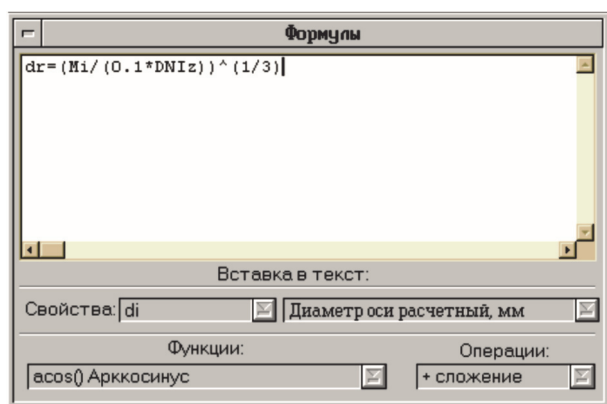 Формулы
dr=(Mi/(0.1*DNIz))^(1/3)
Вставка в текст:
Свойства: di Диаметр оси расчетный, мм
Функции: Операции:
acos() Арккосинус + сложение